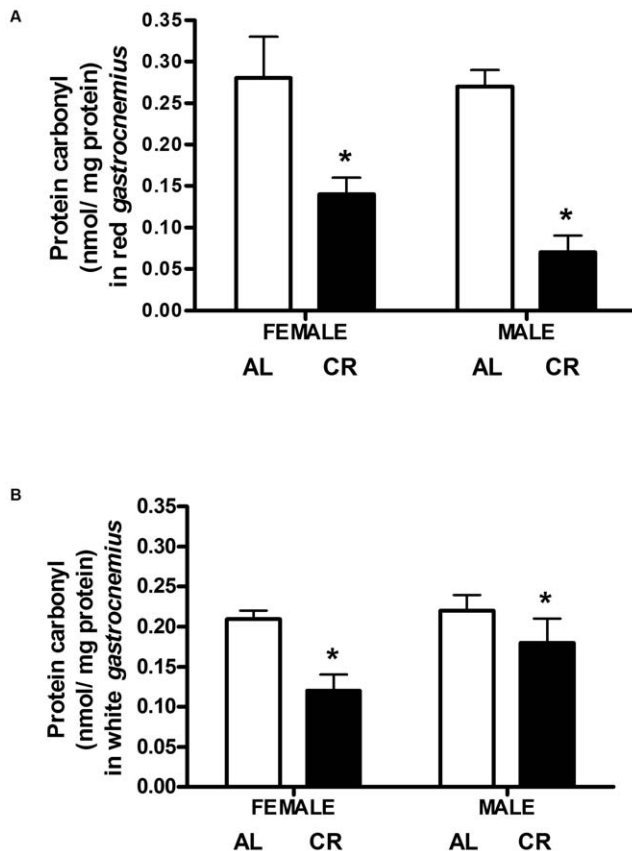 A
Protein carbonyl
(nmol/ mg protein)
in red gastrocnemius
0.35
0.30
0.25
0.20
0.15
0.10
0.05
0.00
*
*
FEMALE MALE
AL CR AL CR
B
Protein carbonyl
(nmol/ mg protein)
in white gastrocnemius
0.35
0.30
0.25
0.20
0.15
0.10
0.05
0.00
*
*
FEMALE MALE
AL CR AL CR